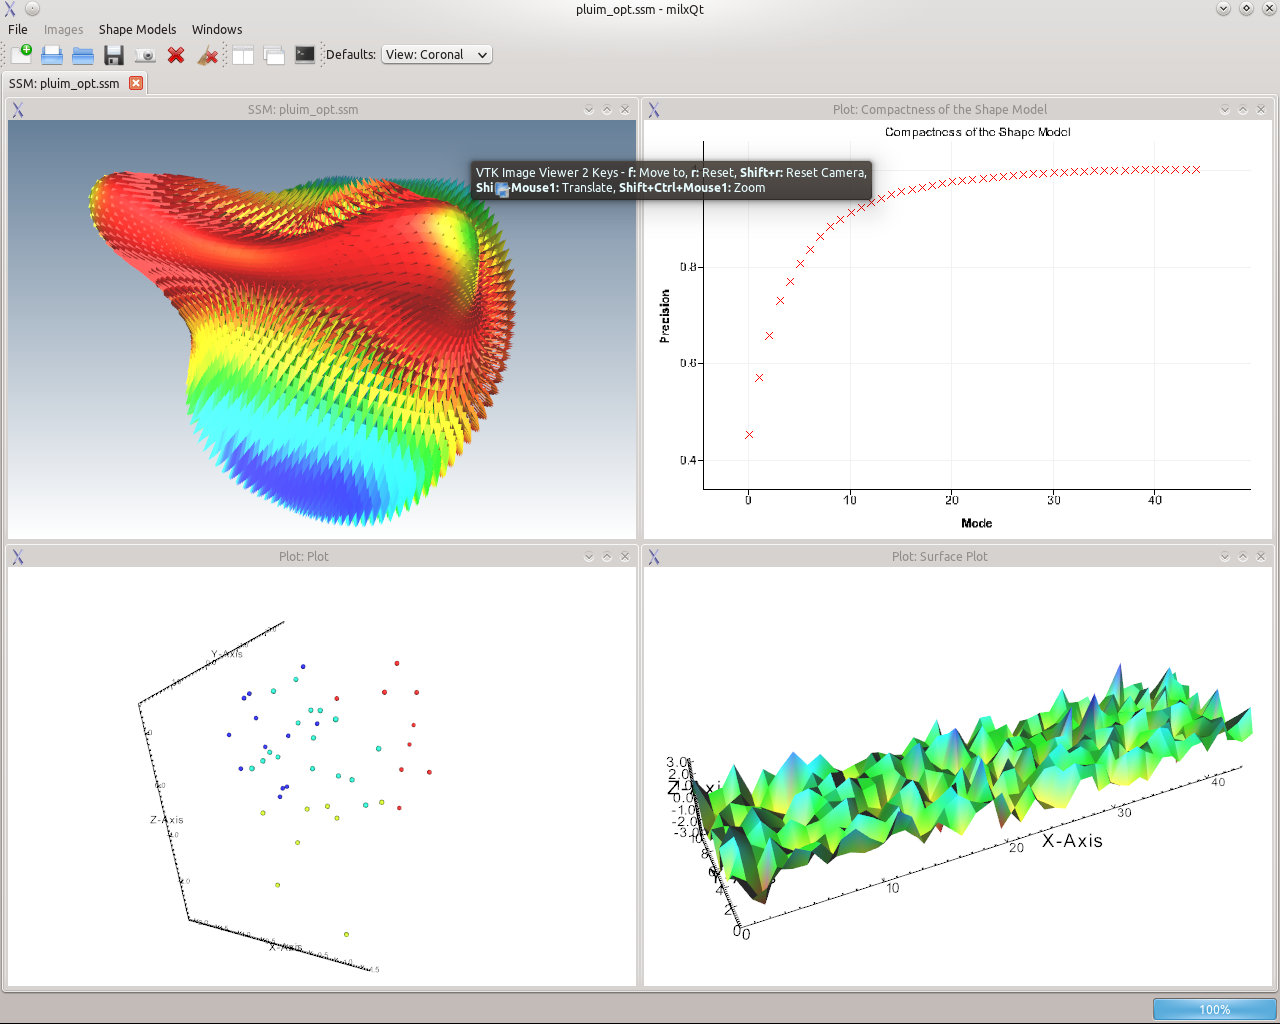 pluim_opt.ssm - milxQt
File Images Shape Models Windows
Defaults: View: Coronal
SSM: pluim_opt.ssm
SSM: pluim_opt.ssm
Plot: Compactness of the Shape Model
Compactness of the Shape Model
VTK Image Viewer 2 Keys - f: Move to, r: Reset, Shift+r: Reset Camera,
Mouse1: Translate, Shift+Ctrl+Mouse1: Zoom
0.8
0.6
0.4
Precision
0 10 20 30 40
Mode
Plot: Plot
Y-Axis
Z-Axis
X-Axis
Plot: Surface Plot
3.0
2.0
1.0
0.0
-1.0
-2.0
-3.0
10
8
4
2
0
0 10 20 30 40
X-Axis
100%